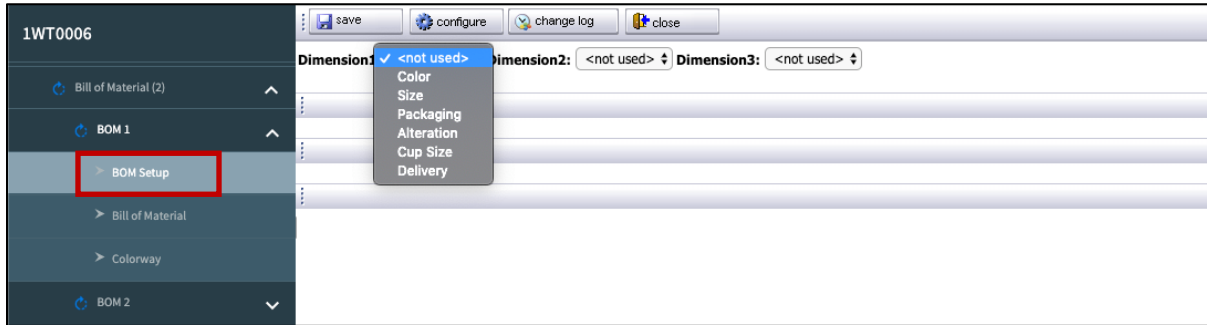 1WT0006
Bill of Material (2)
BOM 1
BOM Setup
Bill of Material
Colorway
BOM 2
save configure change log close
Dimension1 <not used> Dimension2: <not used> Dimension3: <not used>
Color
Size
Packaging
Alteration
Cup Size
Delivery